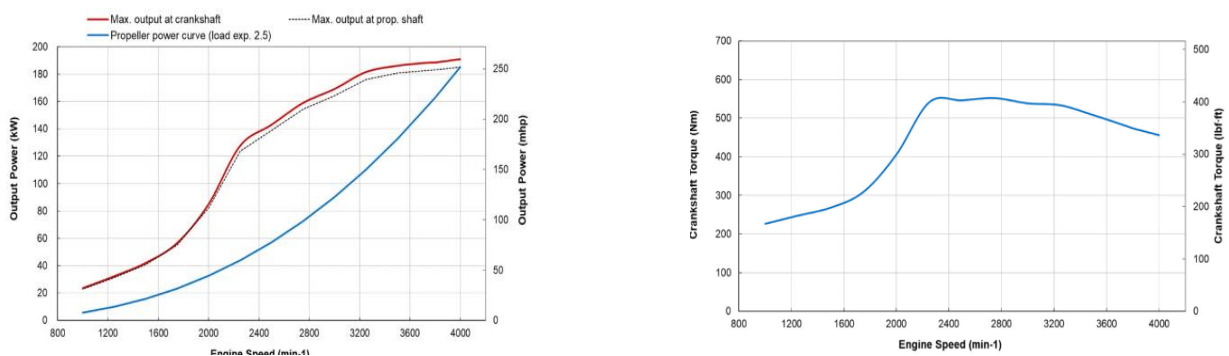 Max. output at crankshaft
Max. output at prop. shaft
Propeller power curve (load exp. 2.5)
Output Power (kW)
200
180
160
140
120
100
80
60
40
20
0
250
200
150
100
50
0
Output Power (mhp)
800 1200 1600 2000 2400 2800 3200 3600 4000
Engine Speed (min-1)
Crankshaft Torque (Nm)
700
600
500
400
300
200
100
0
500
400
300
200
100
0
Crankshaft Torque (lbf-ft)
800 1200 1600 2000 2400 2800 3200 3600 4000
Engine Speed (min-1)